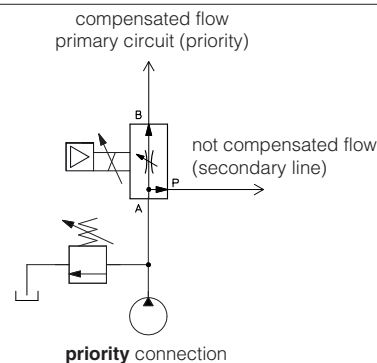 compensated flow
primary circuit (priority)
B
not compensated flow
(secondary line)
P
A
priority connection